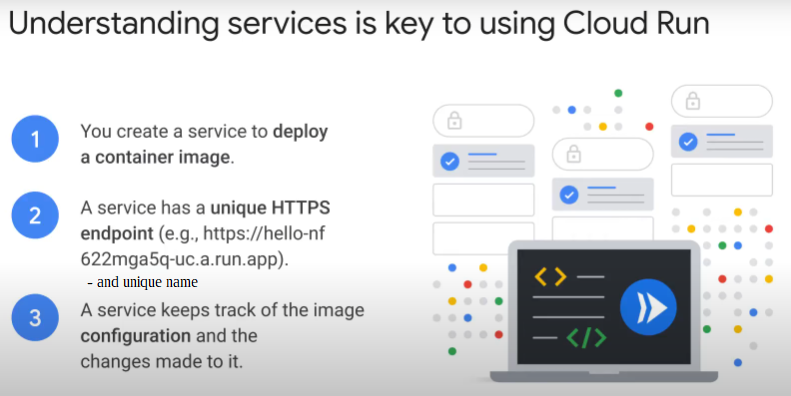 Understanding services is key to using Cloud Run
1
You create a service to deploy
a container image.
2
A service has a unique HTTPS
endpoint (e.g., https://hello-nf
622mga5q-uc.a.run.app).
- and unique name
3
A service keeps track of the image
configuration and the
changes made to it.
<>
</>